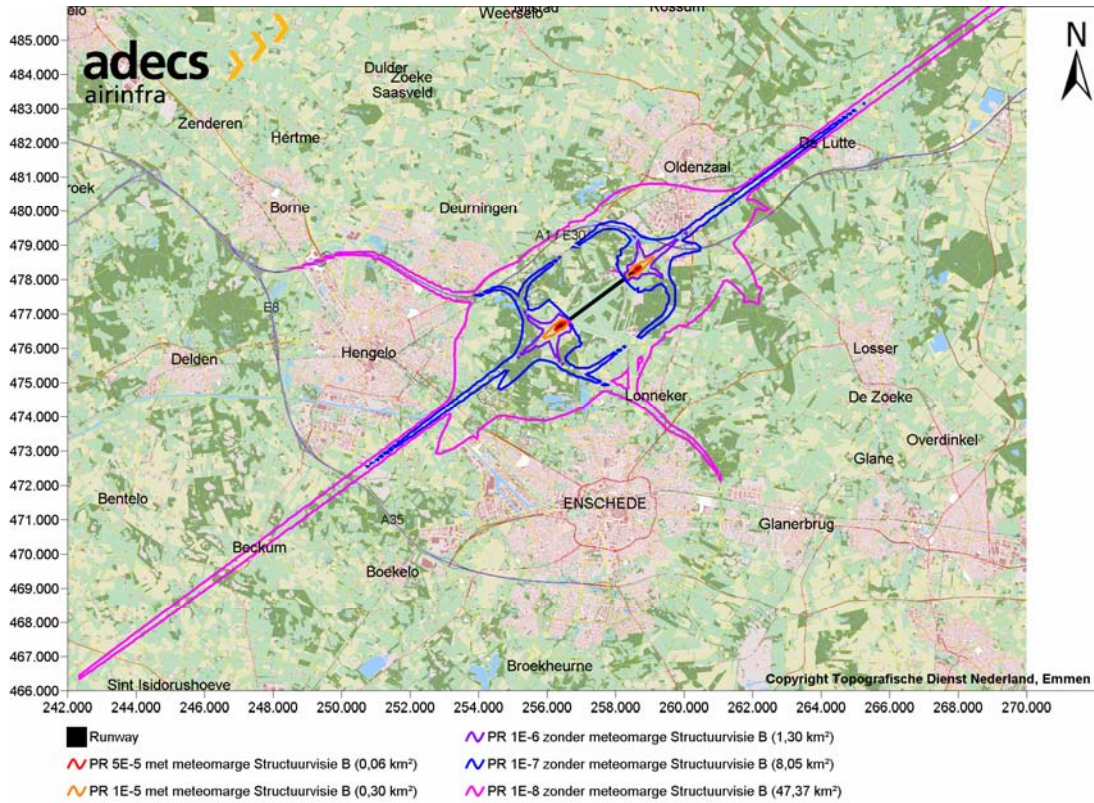 Weerselo
Rossum
485.000
adecs
airinfra
N
484.000
Dulder
Zoeke
Saasveld
483.000
Zenderen
Hertme
482.000
De Lutte
Oldenzaal
481.000
480.000
Borne
Deurningen
479.000
A1 / E30
478.000
E8
477.000
476.000
Delden
Hengelo
Losser
475.000
Lonneker
De Zoeke
474.000
473.000
Overdinkel
Glane
472.000
Bentelo
ENSCHEDE
471.000
A35
Glanerbrug
470.000
Beckum
Boekelo
469.000
468.000
467.000
Broekheurne
466.000
Sint Isidorushoeve
Copyright Topografische Dienst Nederland, Emmen
242.000 244.000 246.000 248.000 250.000 252.000 254.000 256.000 258.000 260.000 262.000 264.000 266.000 268.000 270.000
Runway
PR 1E-6 zonder meteomarge Structuurvisie B (1,30 km²)
PR 5E-5 met meteomarge Structuurvisie B (0,06 km²)
PR 1E-7 zonder meteomarge Structuurvisie B (8,05 km²)
PR 1E-5 met meteomarge Structuurvisie B (0,30 km²)
PR 1E-8 zonder meteomarge Structuurvisie B (47,37 km²)